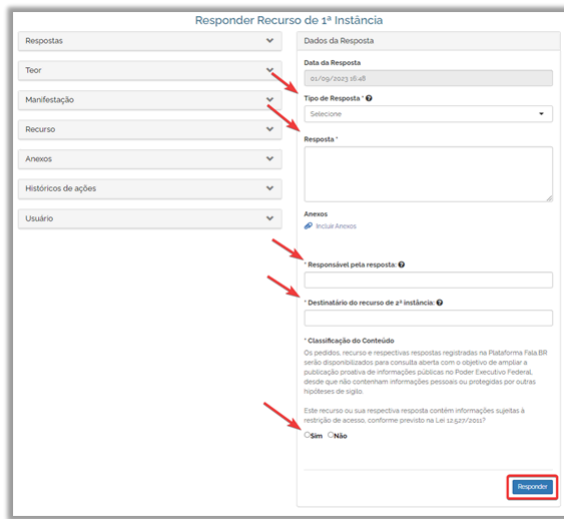 Responder Recurso de 1ª Instância
Respostas
Teor
Manifestação
Recurso
Anexos
Históricos de ações
Usuário
Dados da Resposta
Data da Resposta
01/09/2023 16:48
Tipo de Resposta *
Selecione
Resposta *
Anexos
Incluir Anexos
* Responsável pela resposta:
* Destinatário do recurso de 2ª instância:
* Classificação do Conteúdo
Os pedidos, recurso e respectivas respostas registradas na Plataforma Fala.BR
serão disponibilizados para consulta aberta com o objetivo de ampliar a
publicação proativa de informações públicas no Poder Executivo Federal,
desde que não contenham informações pessoais ou protegidas por outras
hipóteses de sigilo.
Este recurso ou sua respectiva resposta contém informações sujeitas à
restrição de acesso, conforme previsto na Lei 12.527/2011?
Sim Não
Responder